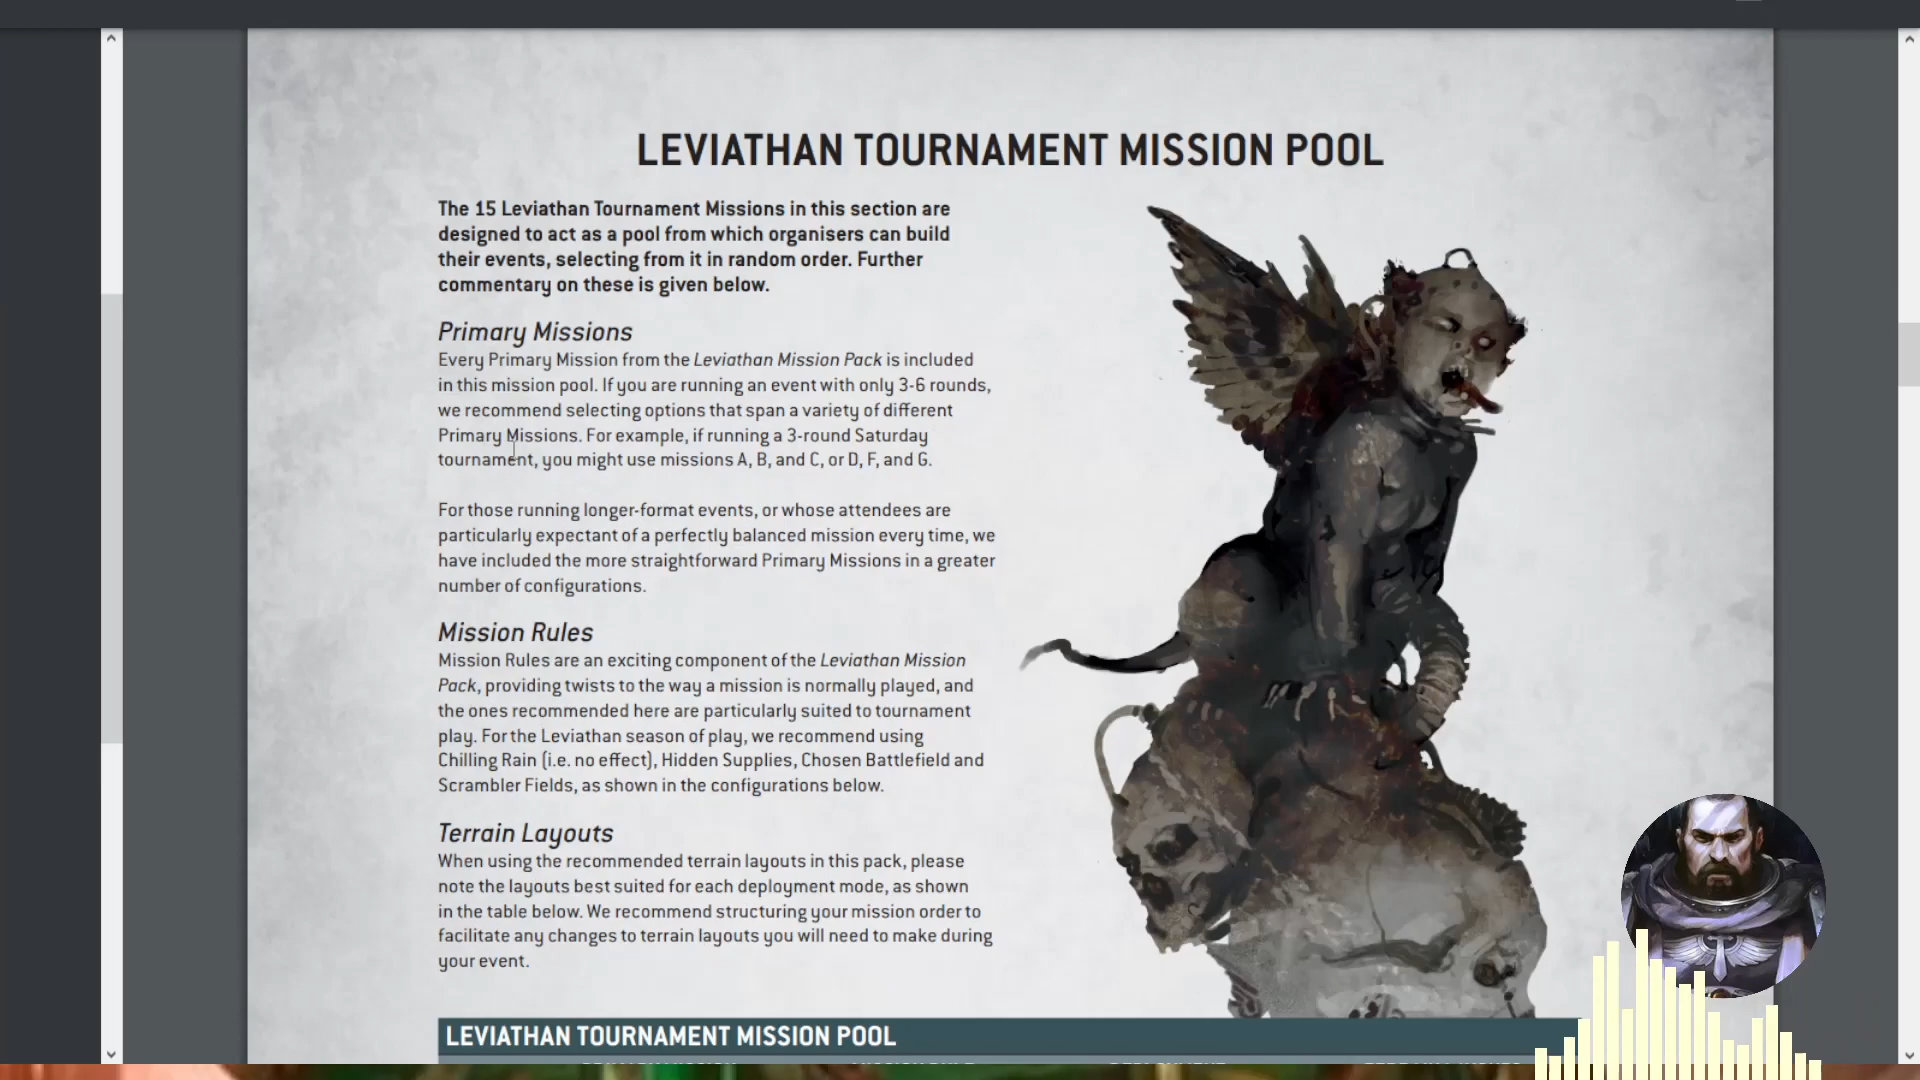 LEVIATHAN TOURNAMENT MISSION POOL
The 15 Leviathan Tournament Missions in this section are
designed to act as a pool from which organisers can build
their events, selecting from it in random order. Further
commentary on these is given below.
Primary Missions
Every Primary Mission from the Leviathan Mission Pack is included
in this mission pool. If you are running an event with only 3-6 rounds,
we recommend selecting options that span a variety of different
Primary Missions. For example, if running a 3-round Saturday
tournament, you might use missions A, B, and C, or D, F, and G.
For those running longer-format events, or whose attendees are
particularly expectant of a perfectly balanced mission every time, we
have included the more straightforward Primary Missions in a greater
number of configurations.
Mission Rules
Mission Rules are an exciting component of the Leviathan Mission
Pack, providing twists to the way a mission is normally played, and
the ones recommended here are particularly suited to tournament
play. For the Leviathan season of play, we recommend using
Chilling Rain (i.e. no effect), Hidden Supplies, Chosen Battlefield and
Scrambler Fields, as shown in the configurations below.
Terrain Layouts
When using the recommended terrain layouts in this pack, please
note the layouts best suited for each deployment mode, as shown
in the table below. We recommend structuring your mission order to
facilitate any changes to terrain layouts you will need to make during
your event.
LEVIATHAN TOURNAMENT MISSION POOL